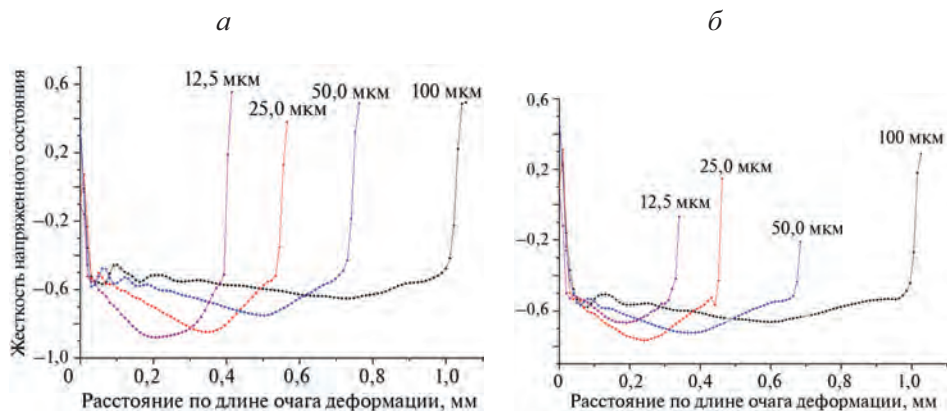 а
б
Жесткость напряженного состояния
0,6
0,2
−0,2
−0,6
−1,0
12,5 мкм
25,0 мкм
50,0 мкм
100 мкм
0
0,2
0,4
0,6
0,8
1,0
Расстояние по длине очага деформации, мм
0,6
0,2
−0,2
−0,6
12,5 мкм
25,0 мкм
50,0 мкм
100 мкм
0
0,2
0,4
0,6
0,8
1,0
Расстояние по длине очага деформации, мм